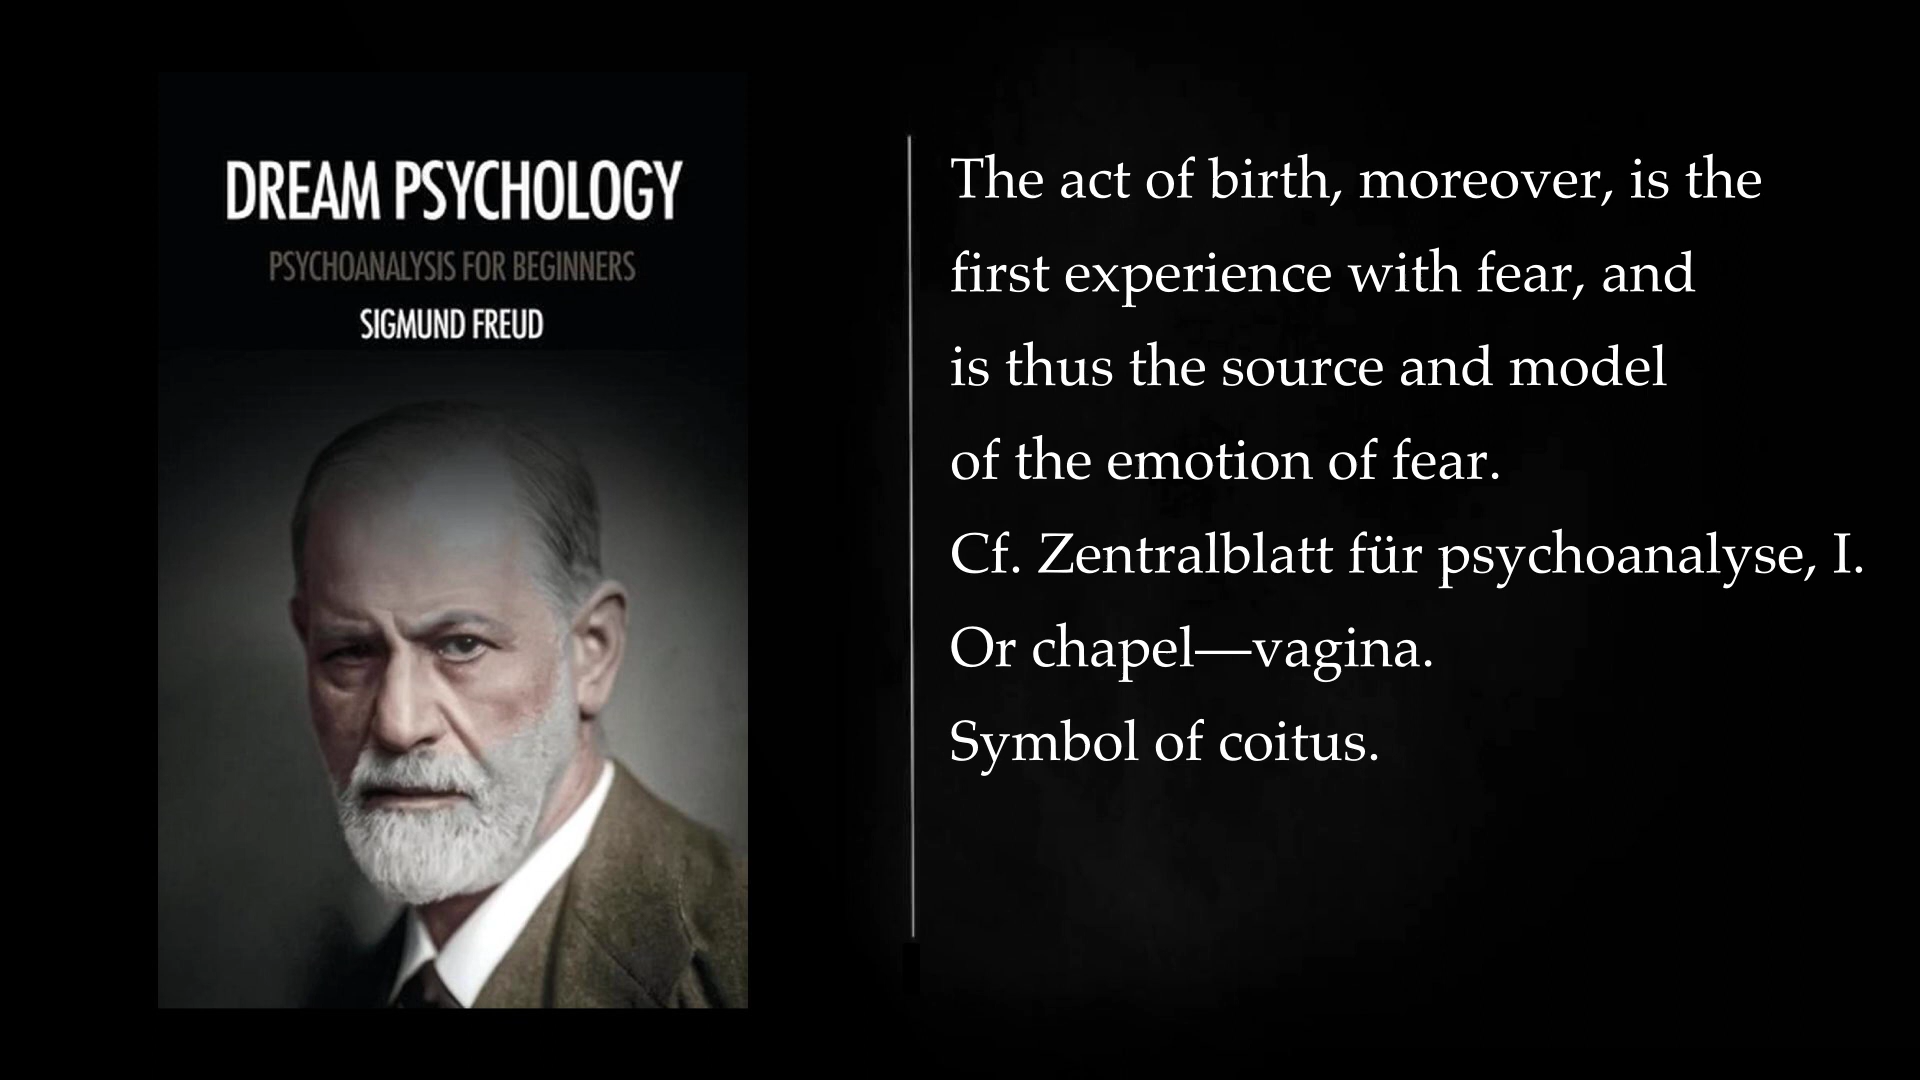 DREAM PSYCHOLOGY
PSYCHOANALYSIS FOR BEGINNERS
SIGMUND FREUD
The act of birth, moreover, is the
first experience with fear, and
is thus the source and model
of the emotion of fear.
Cf. Zentralblatt für psychoanalyse, I.
Or chapel—vagina.
Symbol of coitus.